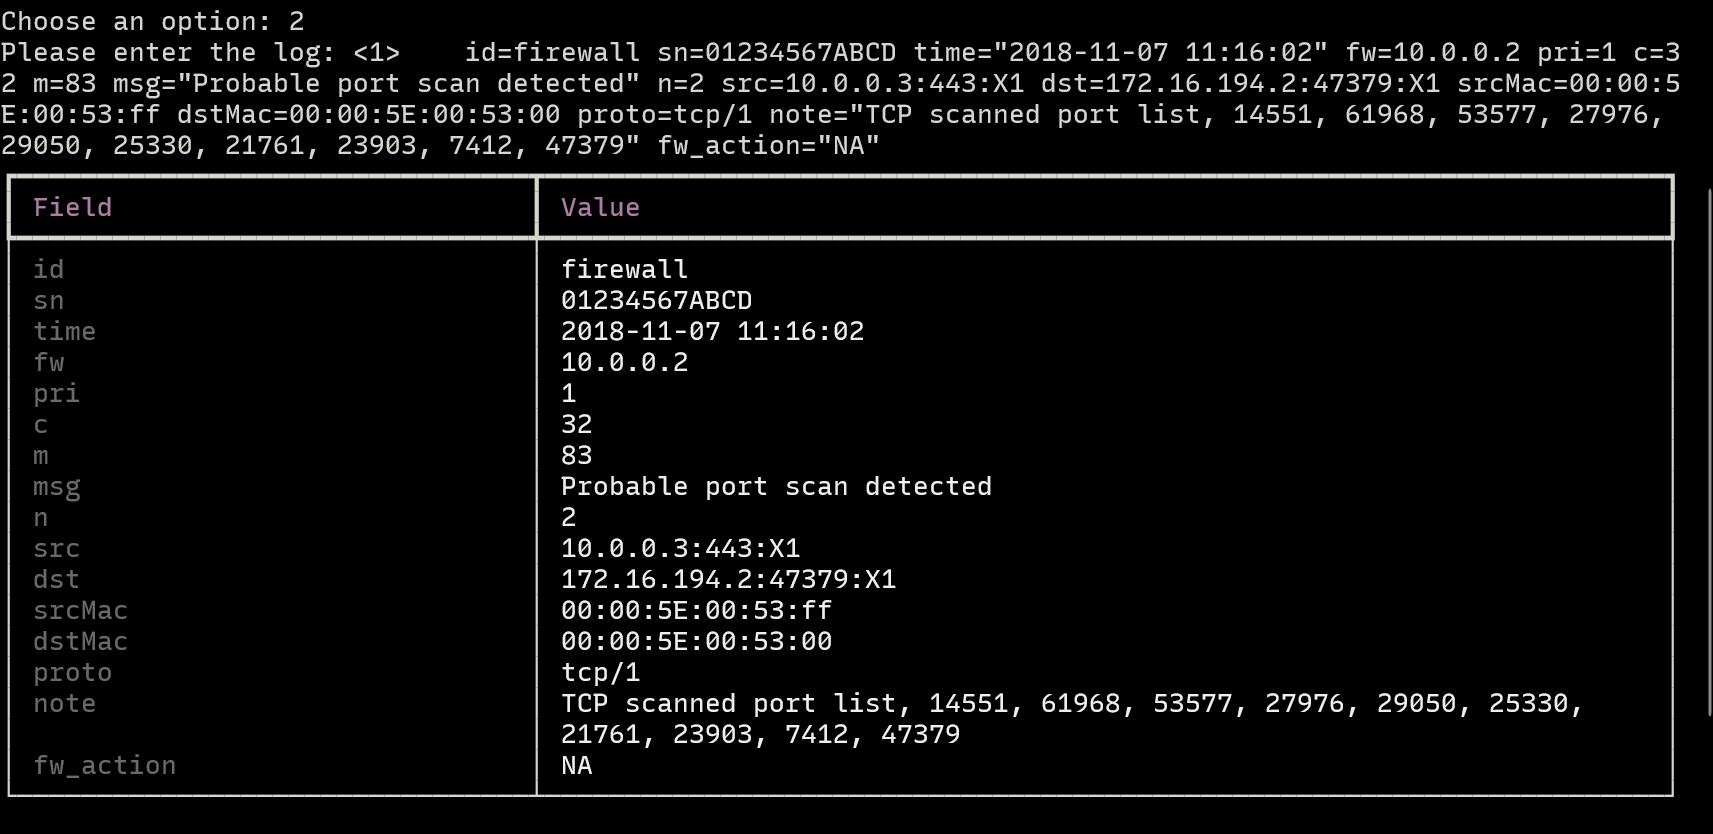 Choose an option: 2
Please enter the log: <1>    id=firewall sn=01234567ABCD time="2018-11-07 11:16:02" fw=10.0.0.2 pri=1 c=3
2 m=83 msg="Probable port scan detected" n=2 src=10.0.0.3:443:X1 dst=172.16.194.2:47379:X1 srcMac=00:00:5
E:00:53:ff dstMac=00:00:5E:00:53:00 proto=tcp/1 note="TCP scanned port list, 14551, 61968, 53577, 27976,
29050, 25330, 21761, 23903, 7412, 47379" fw_action="NA"
Field Value
id firewall
sn 01234567ABCD
time 2018-11-07 11:16:02
fw 10.0.0.2
pri 1
c 32
m 83
msg Probable port scan detected
n 2
src 10.0.0.3:443:X1
dst 172.16.194.2:47379:X1
srcMac 00:00:5E:00:53:ff
dstMac 00:00:5E:00:53:00
proto tcp/1
note TCP scanned port list, 14551, 61968, 53577, 27976, 29050, 25330,
21761, 23903, 7412, 47379
fw_action NA